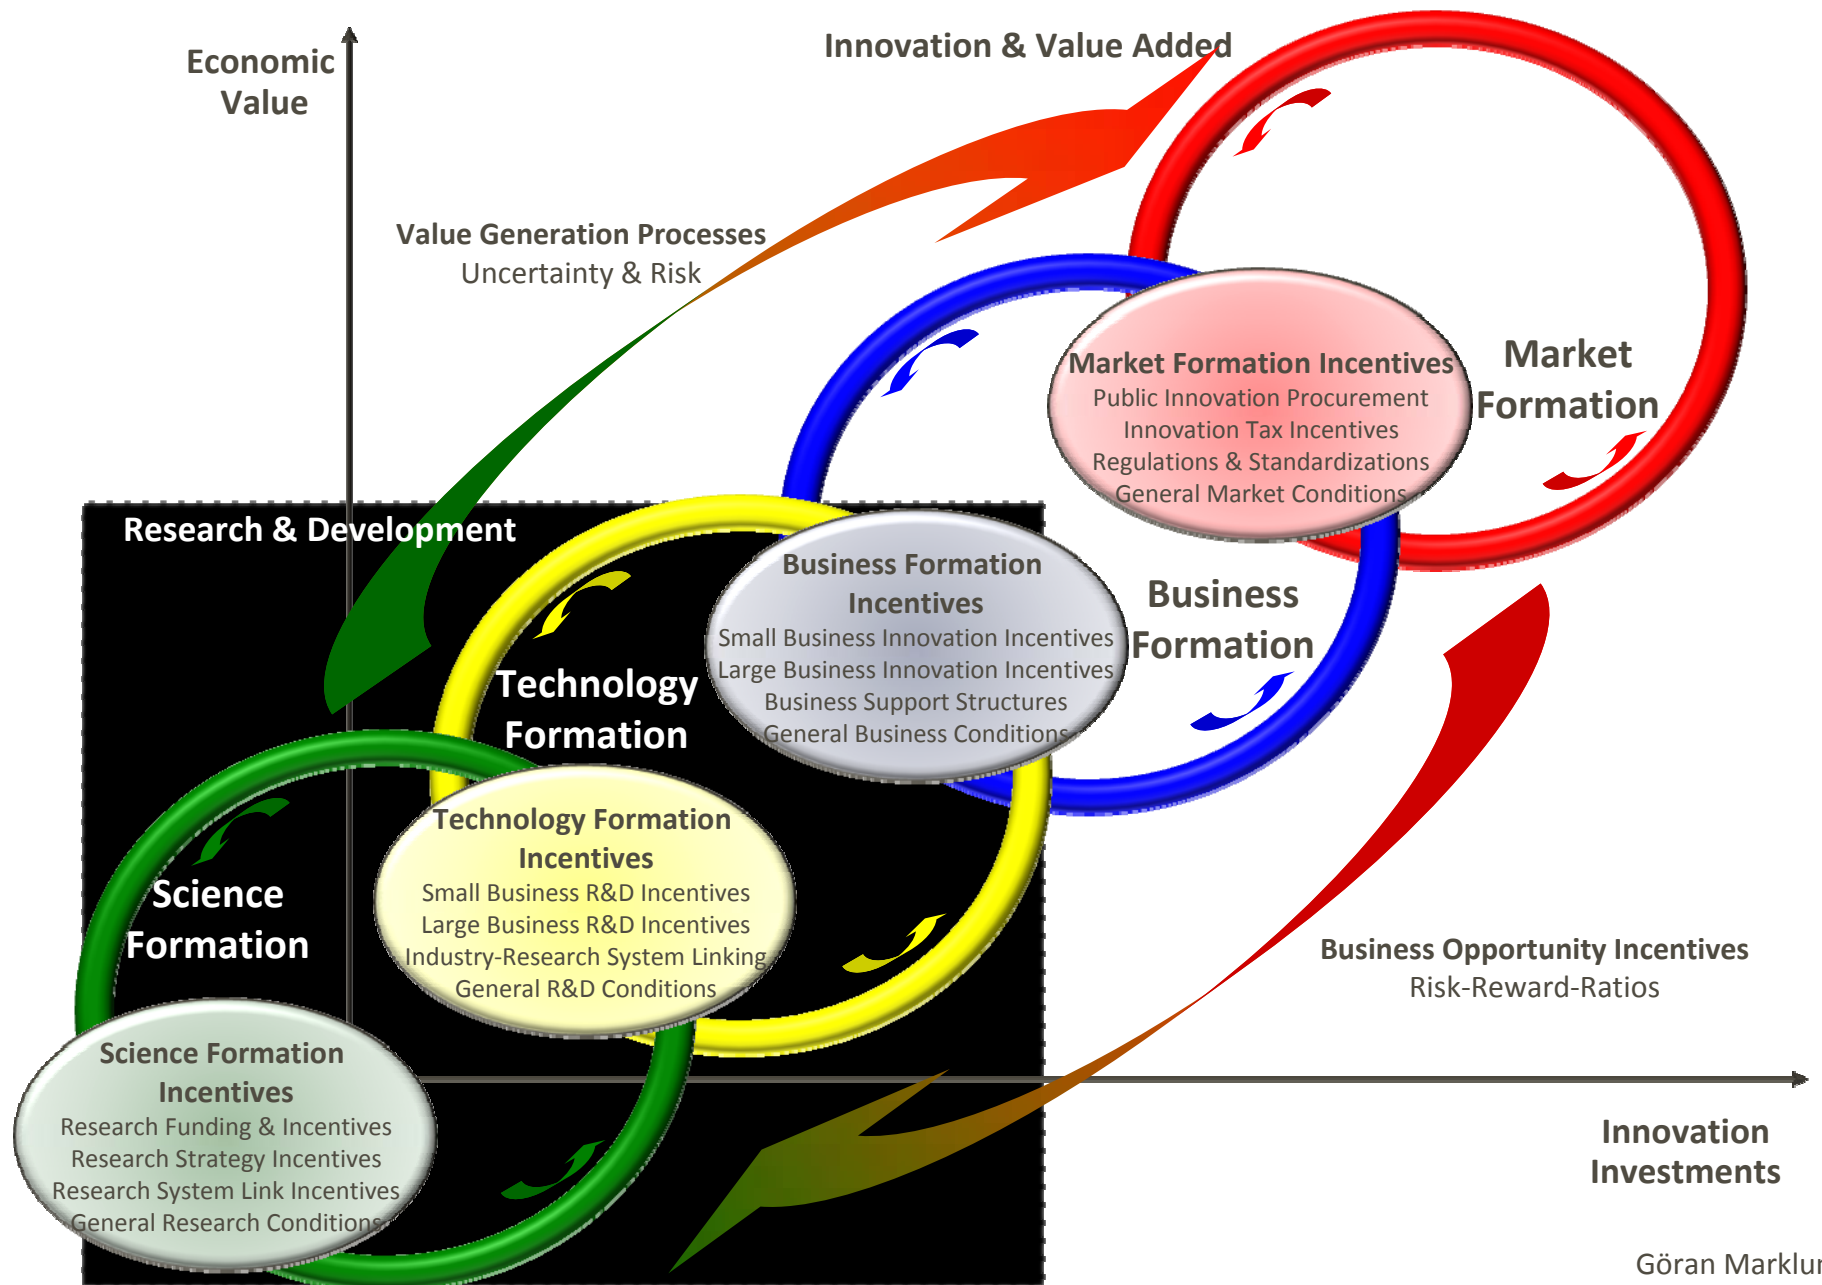 Economic
Value
Innovation & Value Added
Value Generation Processes
Uncertainty & Risk
Market
Formation
Market Formation Incentives
Public Innovation Procurement
Innovation Tax Incentives
Regulations & Standardizations
General Market Conditions
Research & Development
Business Formation
Incentives
Small Business Innovation Incentives
Large Business Innovation Incentives
Business Support Structures
General Business Conditions
Business
Formation
Technology
Formation
Technology Formation
Incentives
Small Business R&D Incentives
Large Business R&D Incentives
Industry-Research System Linking
General R&D Conditions
Science
Formation
Business Opportunity Incentives
Risk-Reward-Ratios
Science Formation
Incentives
Research Funding & Incentives
Research Strategy Incentives
Research System Link Incentives
General Research Conditions
Innovation
Investments
Göran